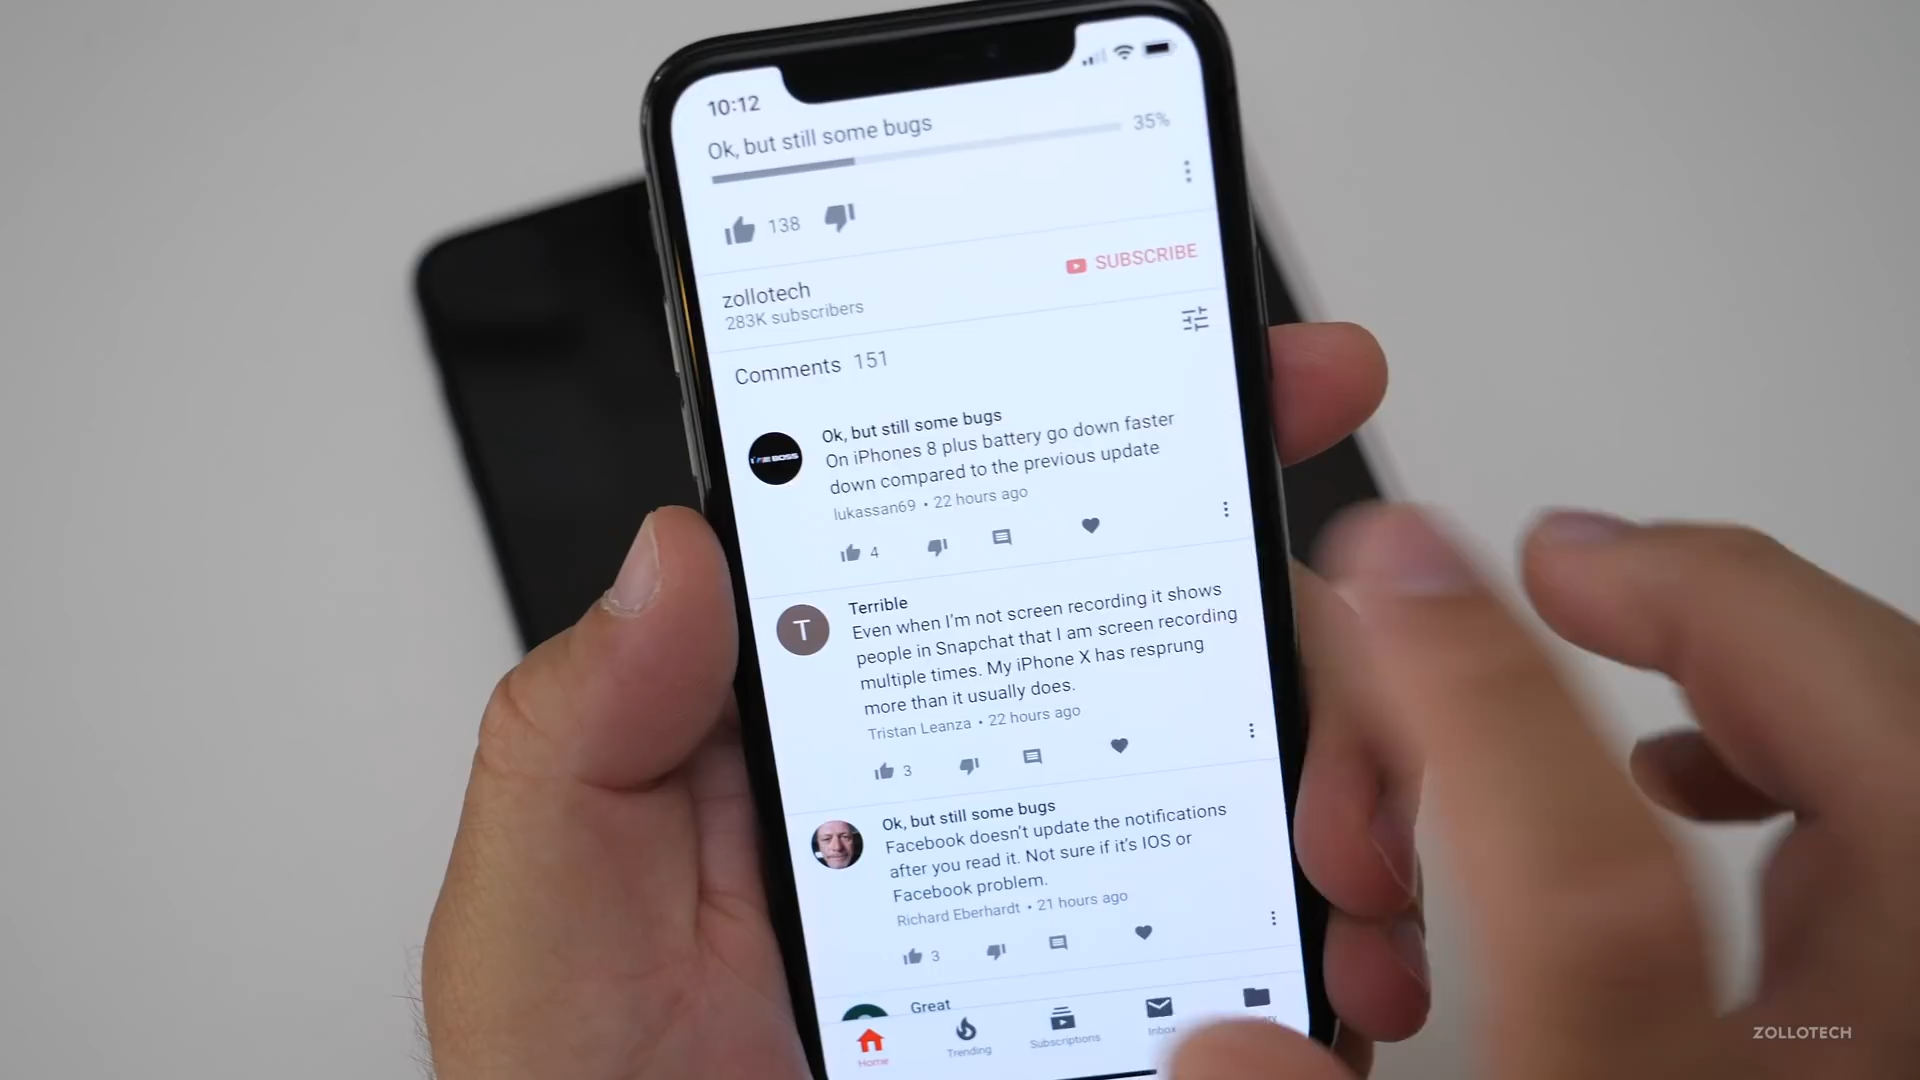 10:12
Ok, but still some bugs
35%
138
zollotech
SUBSCRIBE
283K subscribers
Comments 151
Ok, but still some bugs
On iPhones 8 plus battery go down faster
down compared to the previous update
lukassan69 • 22 hours ago
4
T
Terrible
Even when I'm not screen recording it shows
people in Snapchat that I am screen recording
multiple times. My iPhone X has resprung
more than it usually does.
Tristan Leanza • 22 hours ago
3
Ok, but still some bugs
Facebook doesn't update the notifications
after you read it. Not sure if it's IOS or
Facebook problem.
Richard Eberhardt • 21 hours ago
3
Great
Home
Trending
Subscriptions
Inbox
ZOLLOTECH